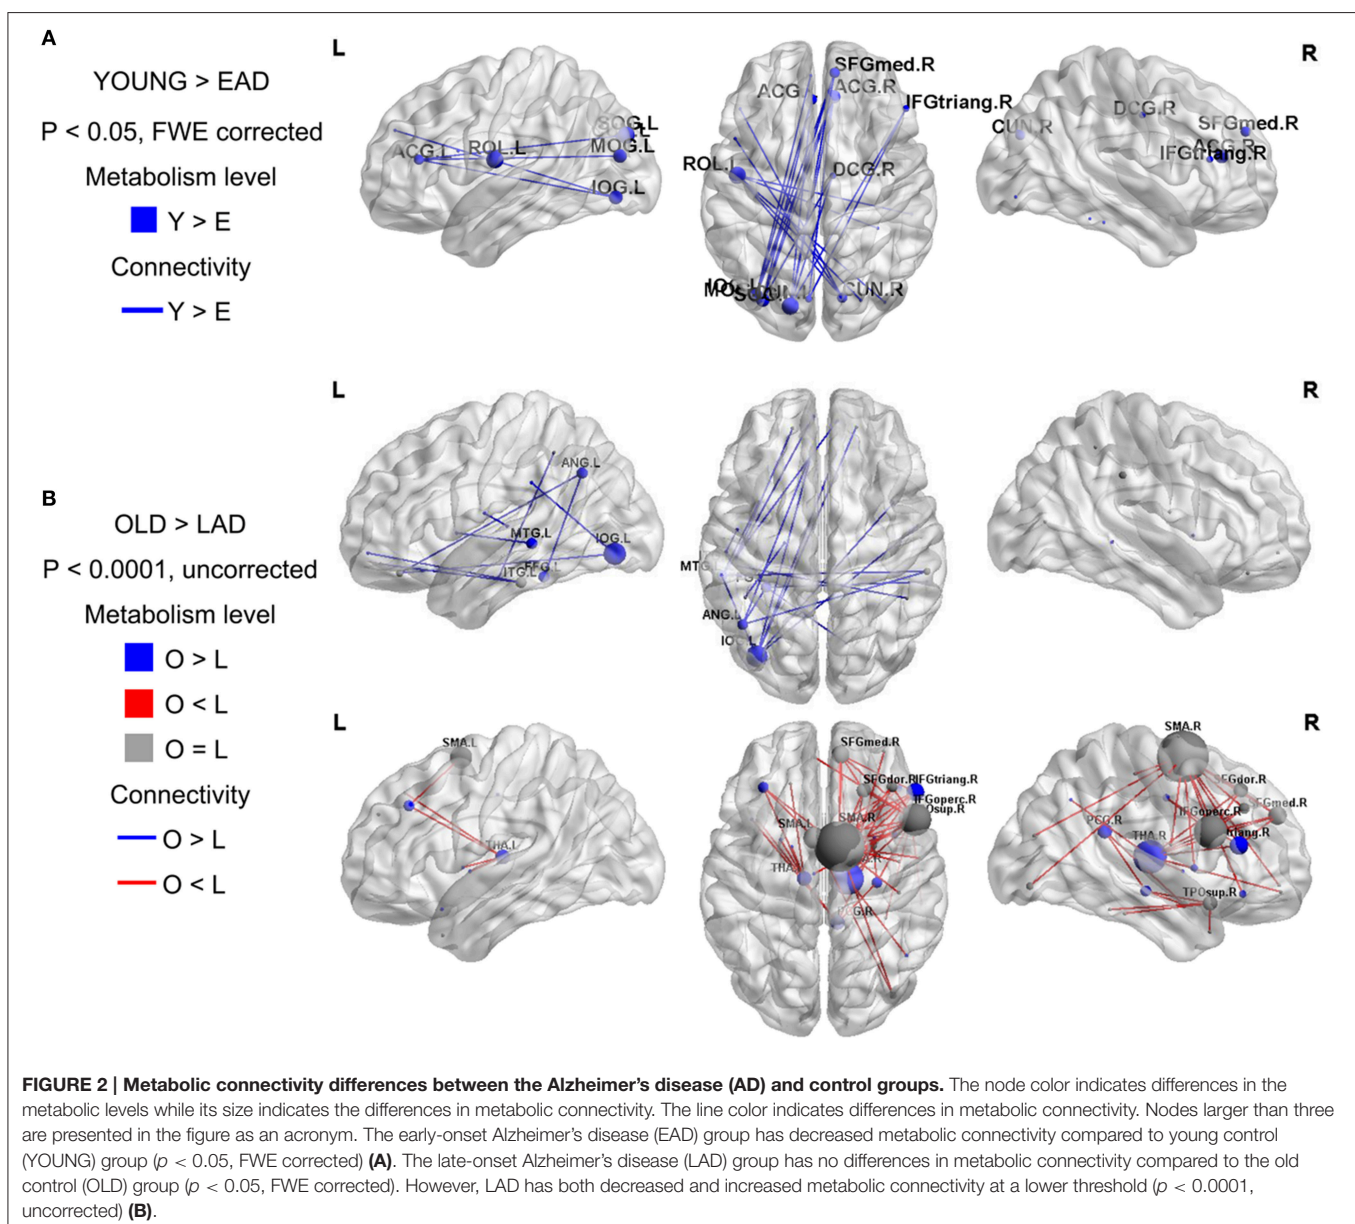 A
YOUNG > EAD
P < 0.05, FWE corrected
Metabolism level
Y > E
Connectivity
Y > E
L
R
ACG.L
ROL.L
SOG.L
MOG.L
IOG.L
SFGmed.R
ACG.R
IFGtriang.R
DCG.R
CUN.R
DCG.R
CUN.R
SFGmed.R
ACG.R
IFGtriang.R
B
OLD > LAD
P < 0.0001, uncorrected
Metabolism level
O > L
O < L
O = L
Connectivity
O > L
O < L
L
R
ANG.L
MTG.L
IOG.L
ITG.L
FFG.L
ANG.L
L
R
SMA.L
THA.L
SFGmed.R
SFGdor.R
IFGtriang.R
IFGoperc.R
SMA.L
SMA.R
SMA.R
SFGdor.R
IFGoperc.R
PCG.R
THA.R
TPOsup.R
FIGURE 2 | Metabolic connectivity differences between the Alzheimer's disease (AD) and control groups. The node color indicates differences in the
metabolic levels while its size indicates the differences in metabolic connectivity. The line color indicates differences in metabolic connectivity. Nodes larger than three
are presented in the figure as an acronym. The early-onset Alzheimer's disease (EAD) group has decreased metabolic connectivity compared to young control
(YOUNG) group (p < 0.05, FWE corrected) (A). The late-onset Alzheimer's disease (LAD) group has no differences in metabolic connectivity compared to the old
control (OLD) group (p < 0.05, FWE corrected). However, LAD has both decreased and increased metabolic connectivity at a lower threshold (p < 0.0001,
uncorrected) (B).